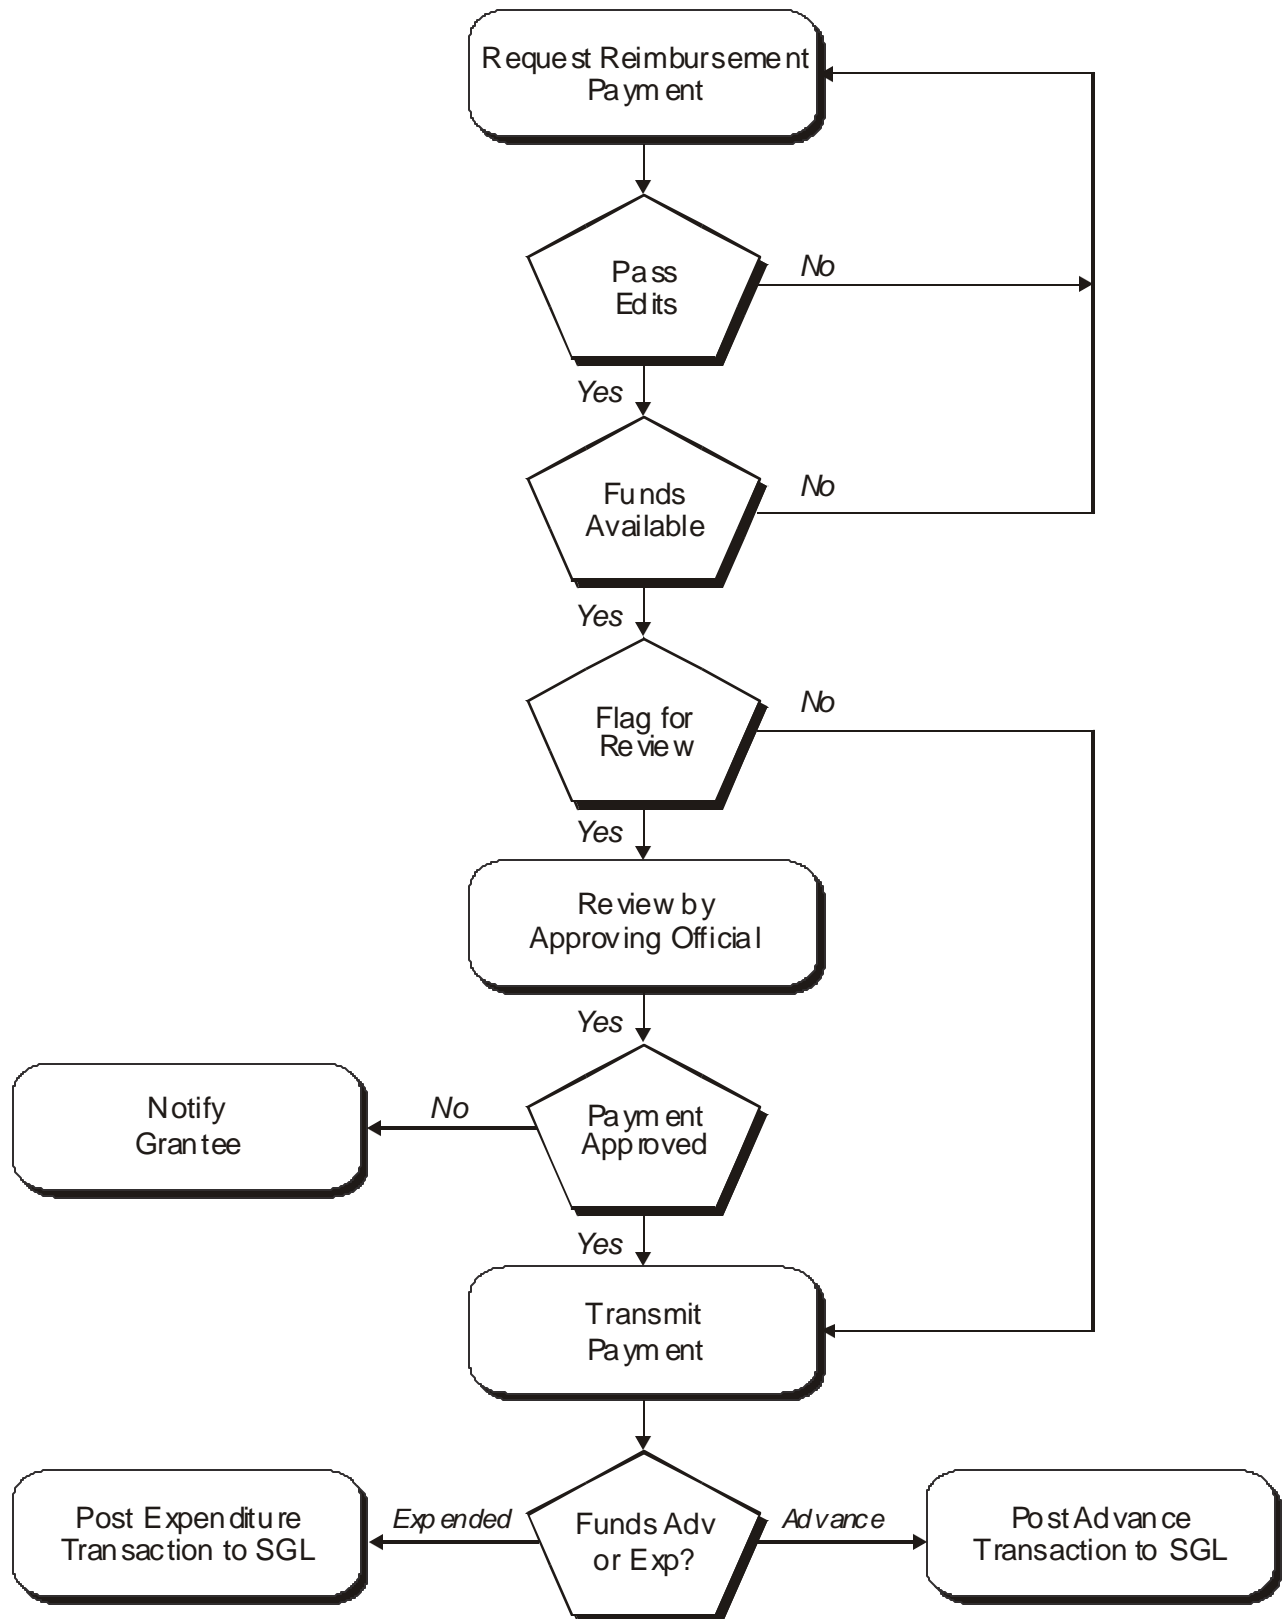 Request Reimbursement
Payment
Pass
Edits
No
Yes
Funds
Available
No
Yes
Flag for
Review
No
Yes
Review by
Approving Official
Yes
Notify
Grantee
No
Payment
Approved
Yes
Transmit
Payment
Post Expenditure
Transaction to SGL
Expended
Funds Adv
or Exp?
Advance
Post Advance
Transaction to SGL